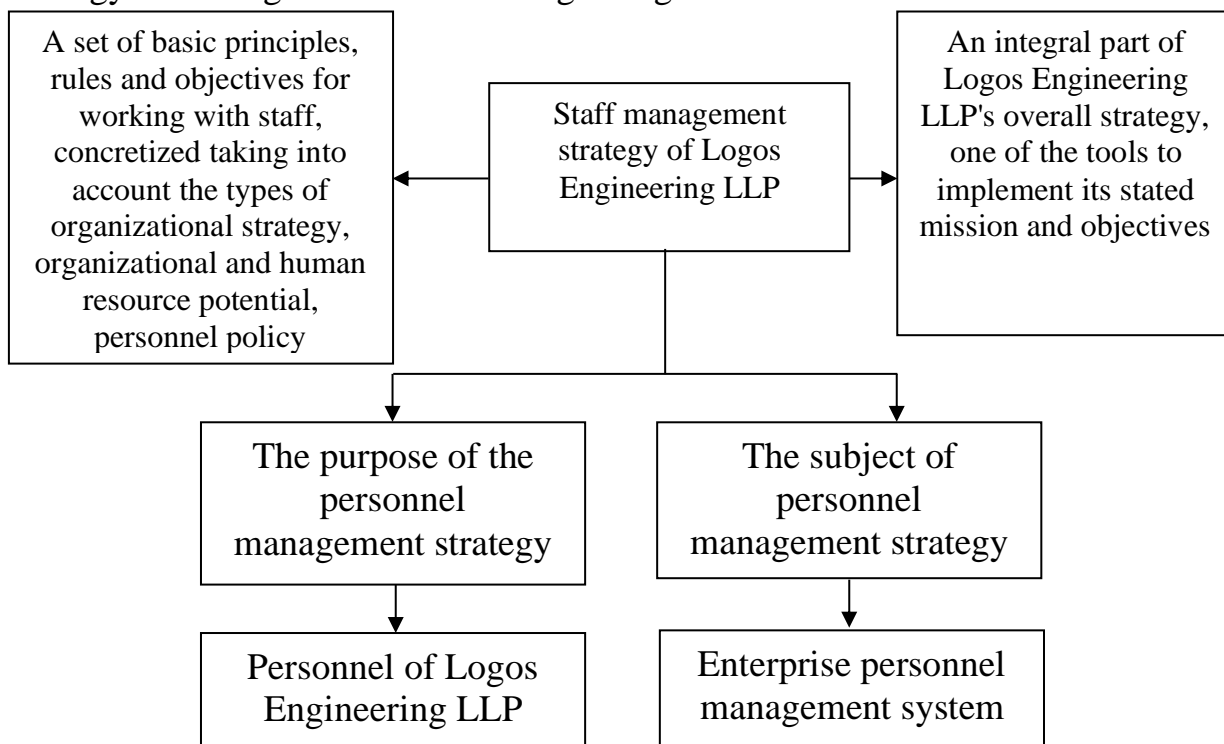 A set of basic principles,
rules and objectives for
working with staff,
concretized taking into
account the types of
organizational strategy,
organizational and human
resource potential,
personnel policy
Staff management
strategy of Logos
Engineering LLP
An integral part of
Logos Engineering
LLP's overall strategy,
one of the tools to
implement its stated
mission and objectives
The purpose of the
personnel
management strategy
The subject of
personnel
management strategy
Personnel of Logos
Engineering LLP
Enterprise personnel
management system